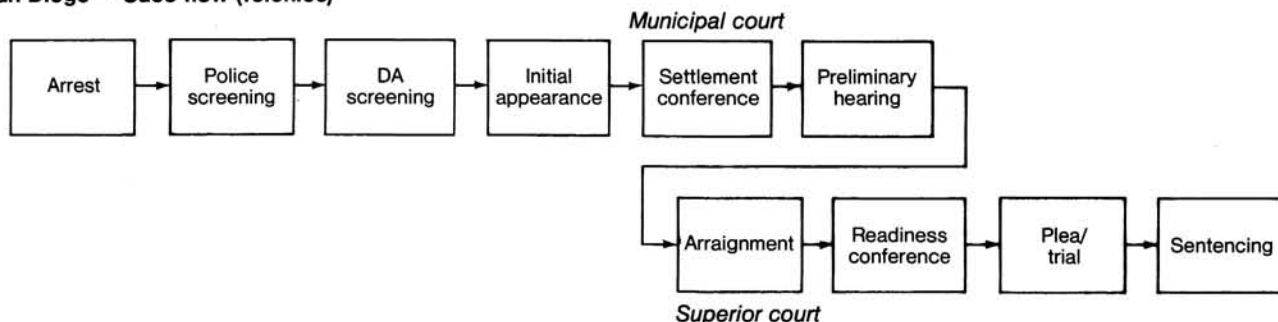 Case flow (felonies)
Municipal court
Arrest
Police
screening
DA
screening
Initial
appearance
Settlement
conference
Preliminary
hearing
Arraignment
Readiness
conference
Plea/
trial
Sentencing
Superior court